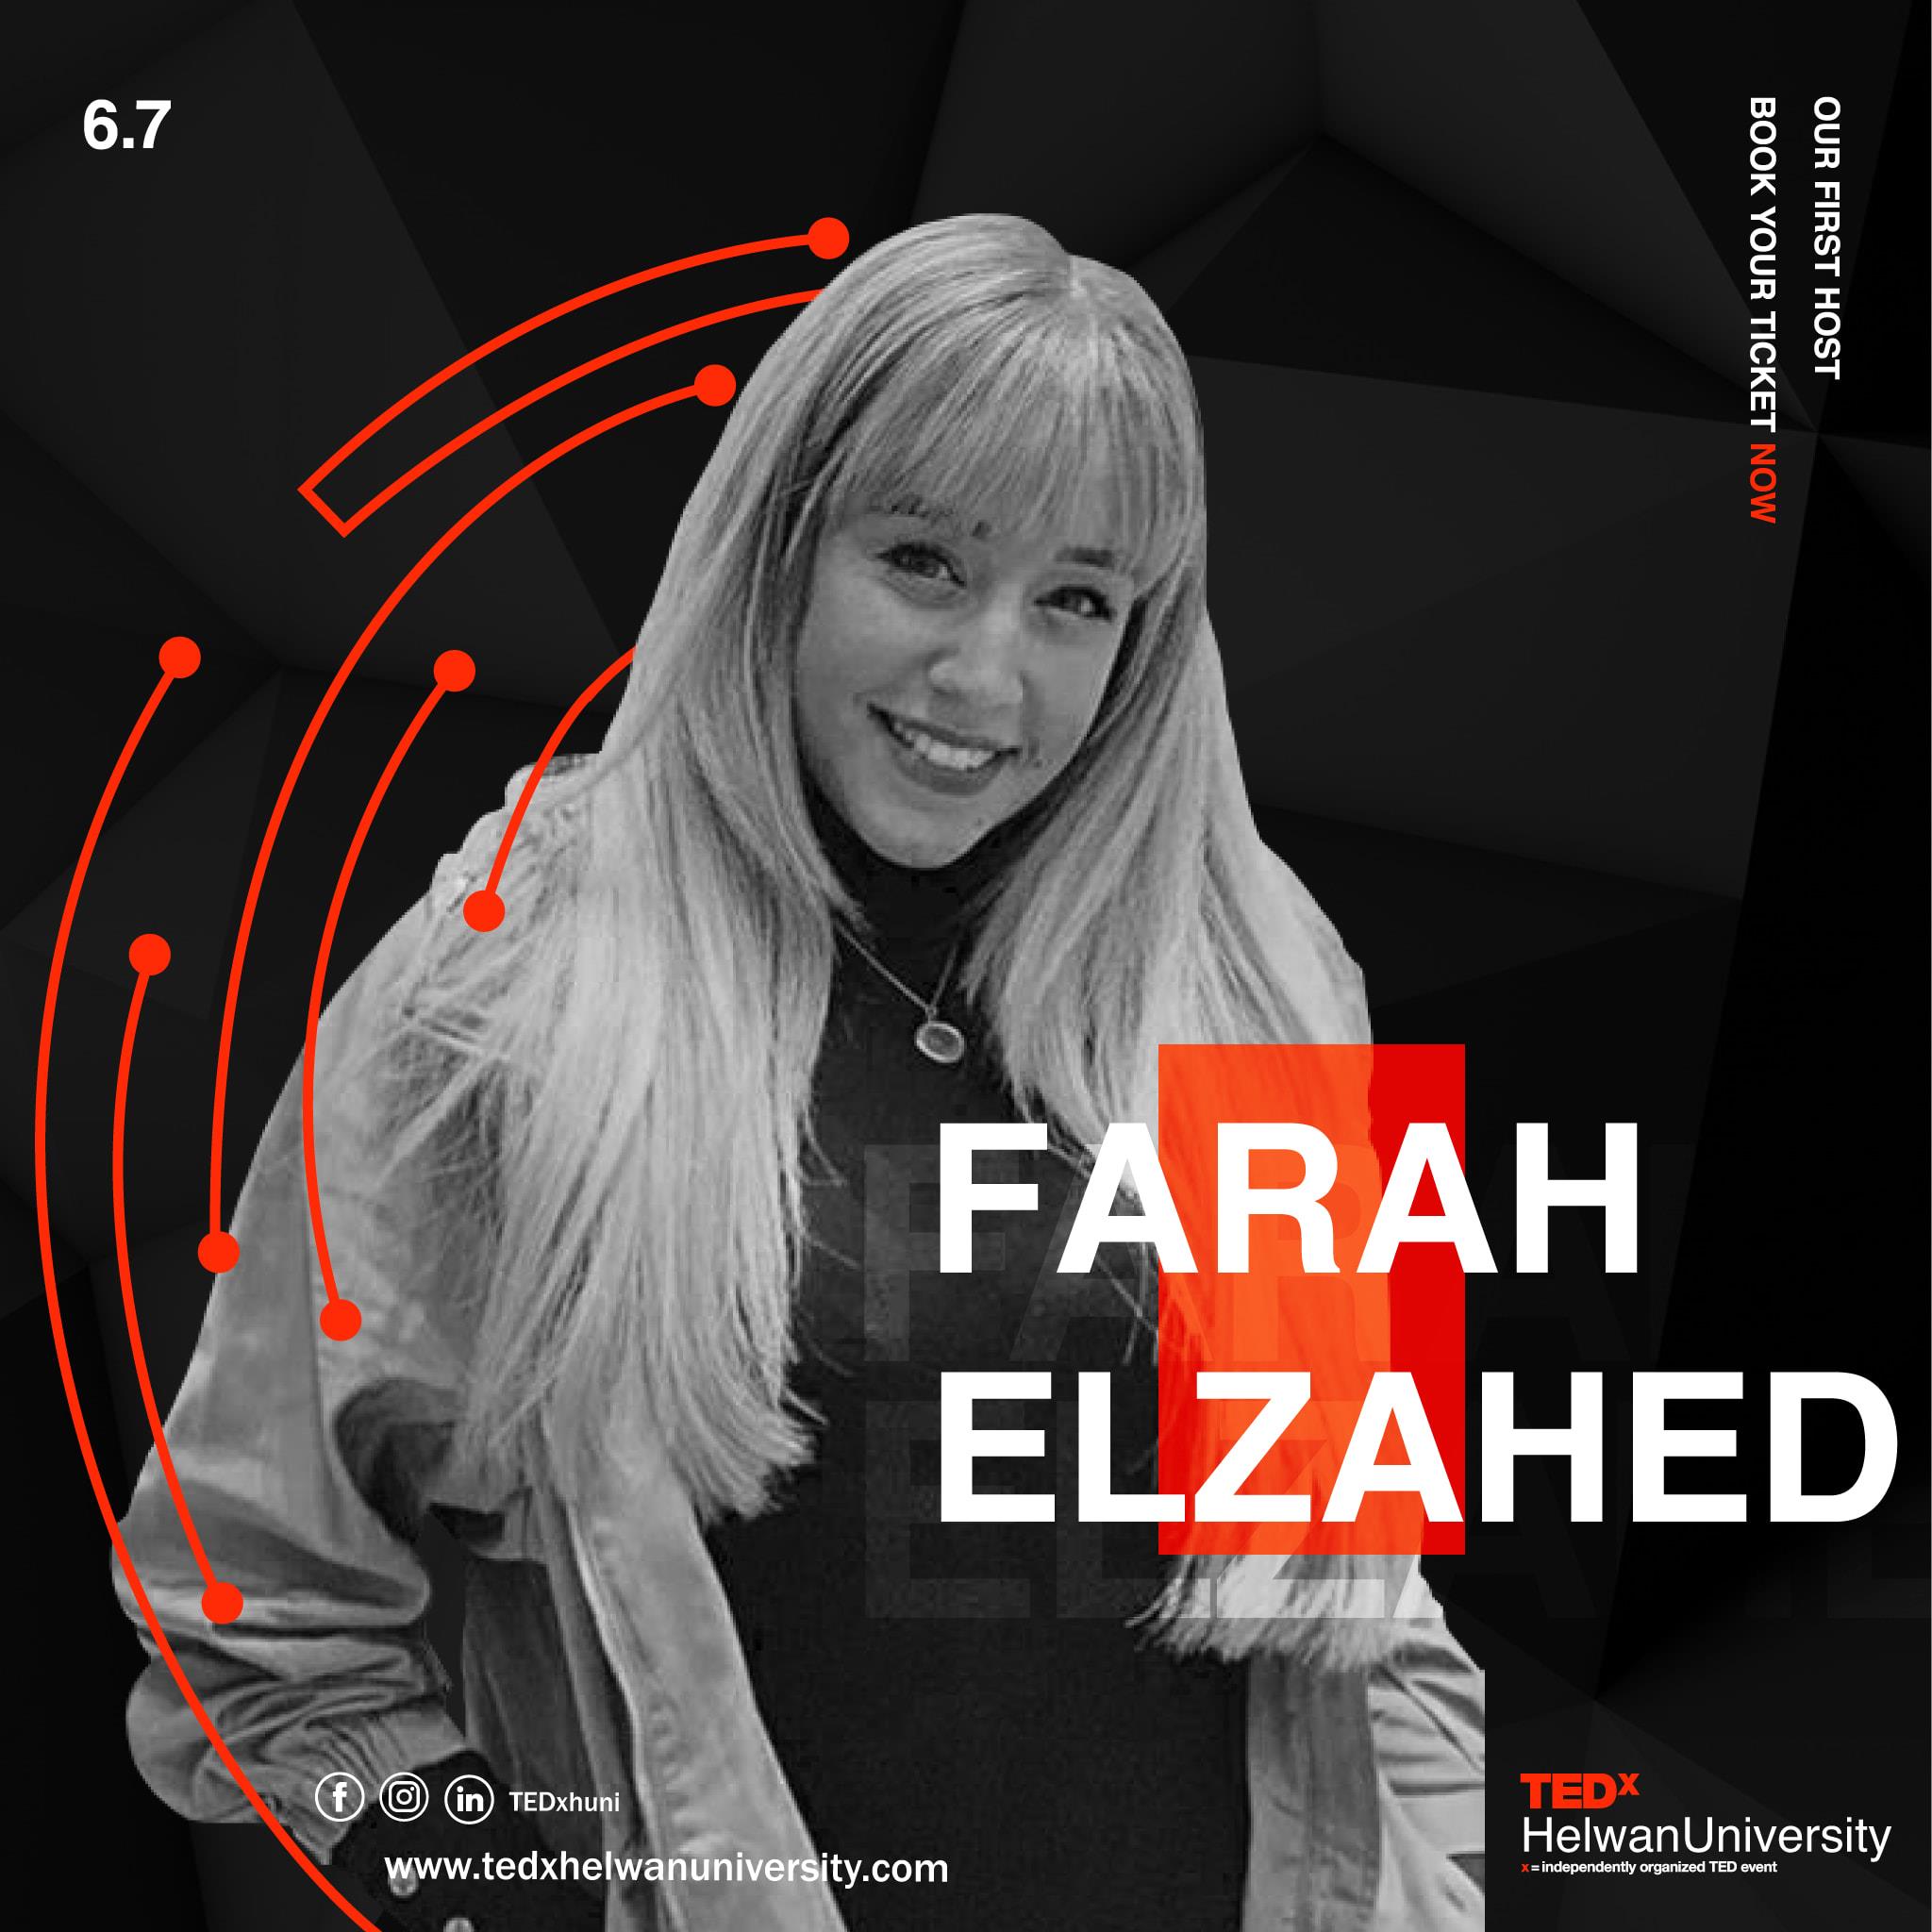 6.7
OUR FIRST HOST
BOOK YOUR TICKET NOW
FARAH
ELZAHED
TEDxhuni
www.tedxhelwanuniversity.com
TEDx
HelwanUniversity
x = independently organized TED event